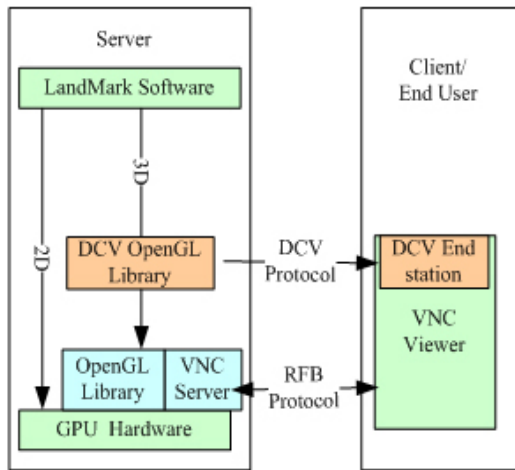 Server
LandMark Software
3D
2D
DCV OpenGL
Library
OpenGL
Library
VNC
Server
GPU Hardware
DCV
Protocol
RFB
Protocol
Client/
End User
DCV End
station
VNC
Viewer